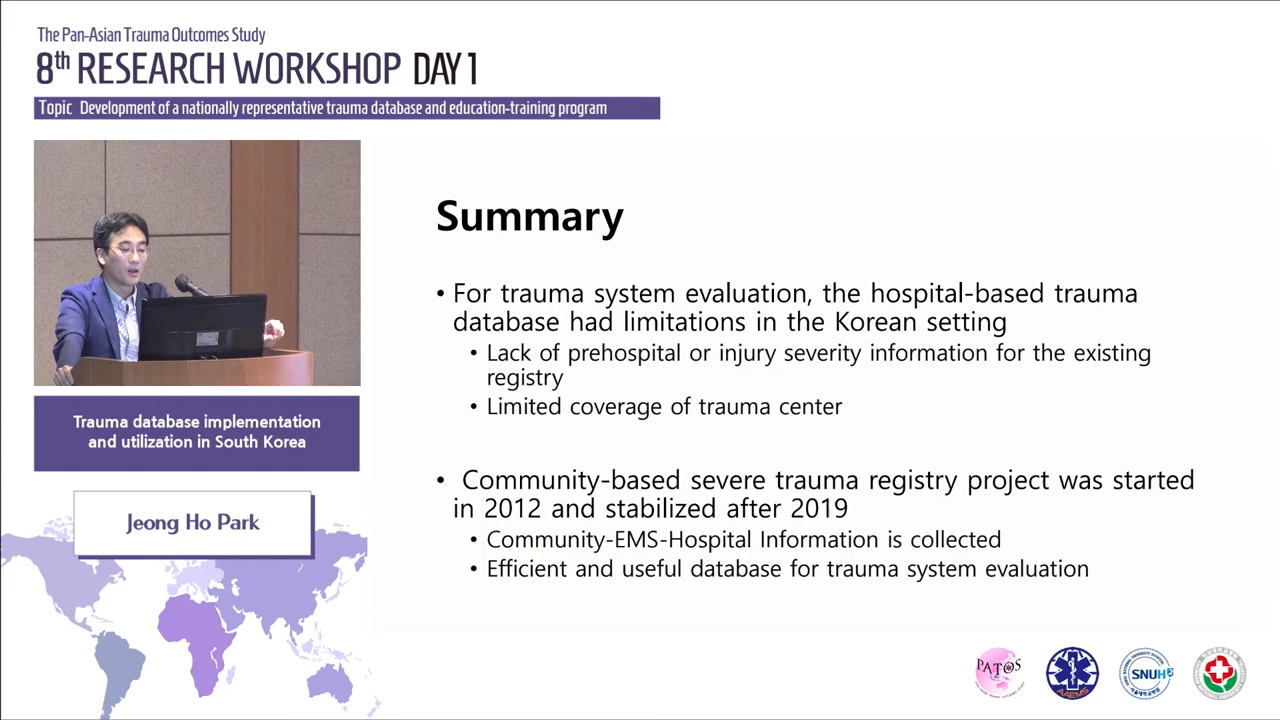 The Pan-Asian Trauma Outcomes Study
8th RESEARCH WORKSHOP DAY 1
Topic Development of a nationally representative trauma database and education-training program
Trauma database implementation
and utilization in South Korea
Jeong Ho Park
Summary
• For trauma system evaluation, the hospital-based trauma
database had limitations in the Korean setting
• Lack of prehospital or injury severity information for the existing
registry
• Limited coverage of trauma center
• Community-based severe trauma registry project was started
in 2012 and stabilized after 2019
• Community-EMS-Hospital Information is collected
• Efficient and useful database for trauma system evaluation
PATOS
AAEMS
SNUH